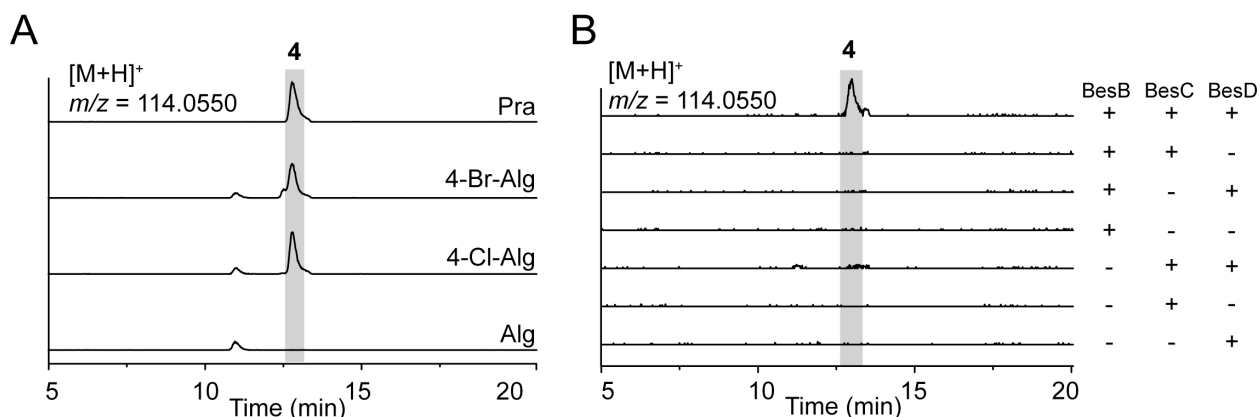 A
4
[M+H]+
m/z = 114.0550
Pra
4-Br-Alg
4-Cl-Alg
Alg
5 10 15 20
Time (min)
B
4
[M+H]+
m/z = 114.0550
BesB BesC BesD
+ + +
+ + -
+ - +
+ - -
- + +
- + -
- - +
5 10 15 20
Time (min)